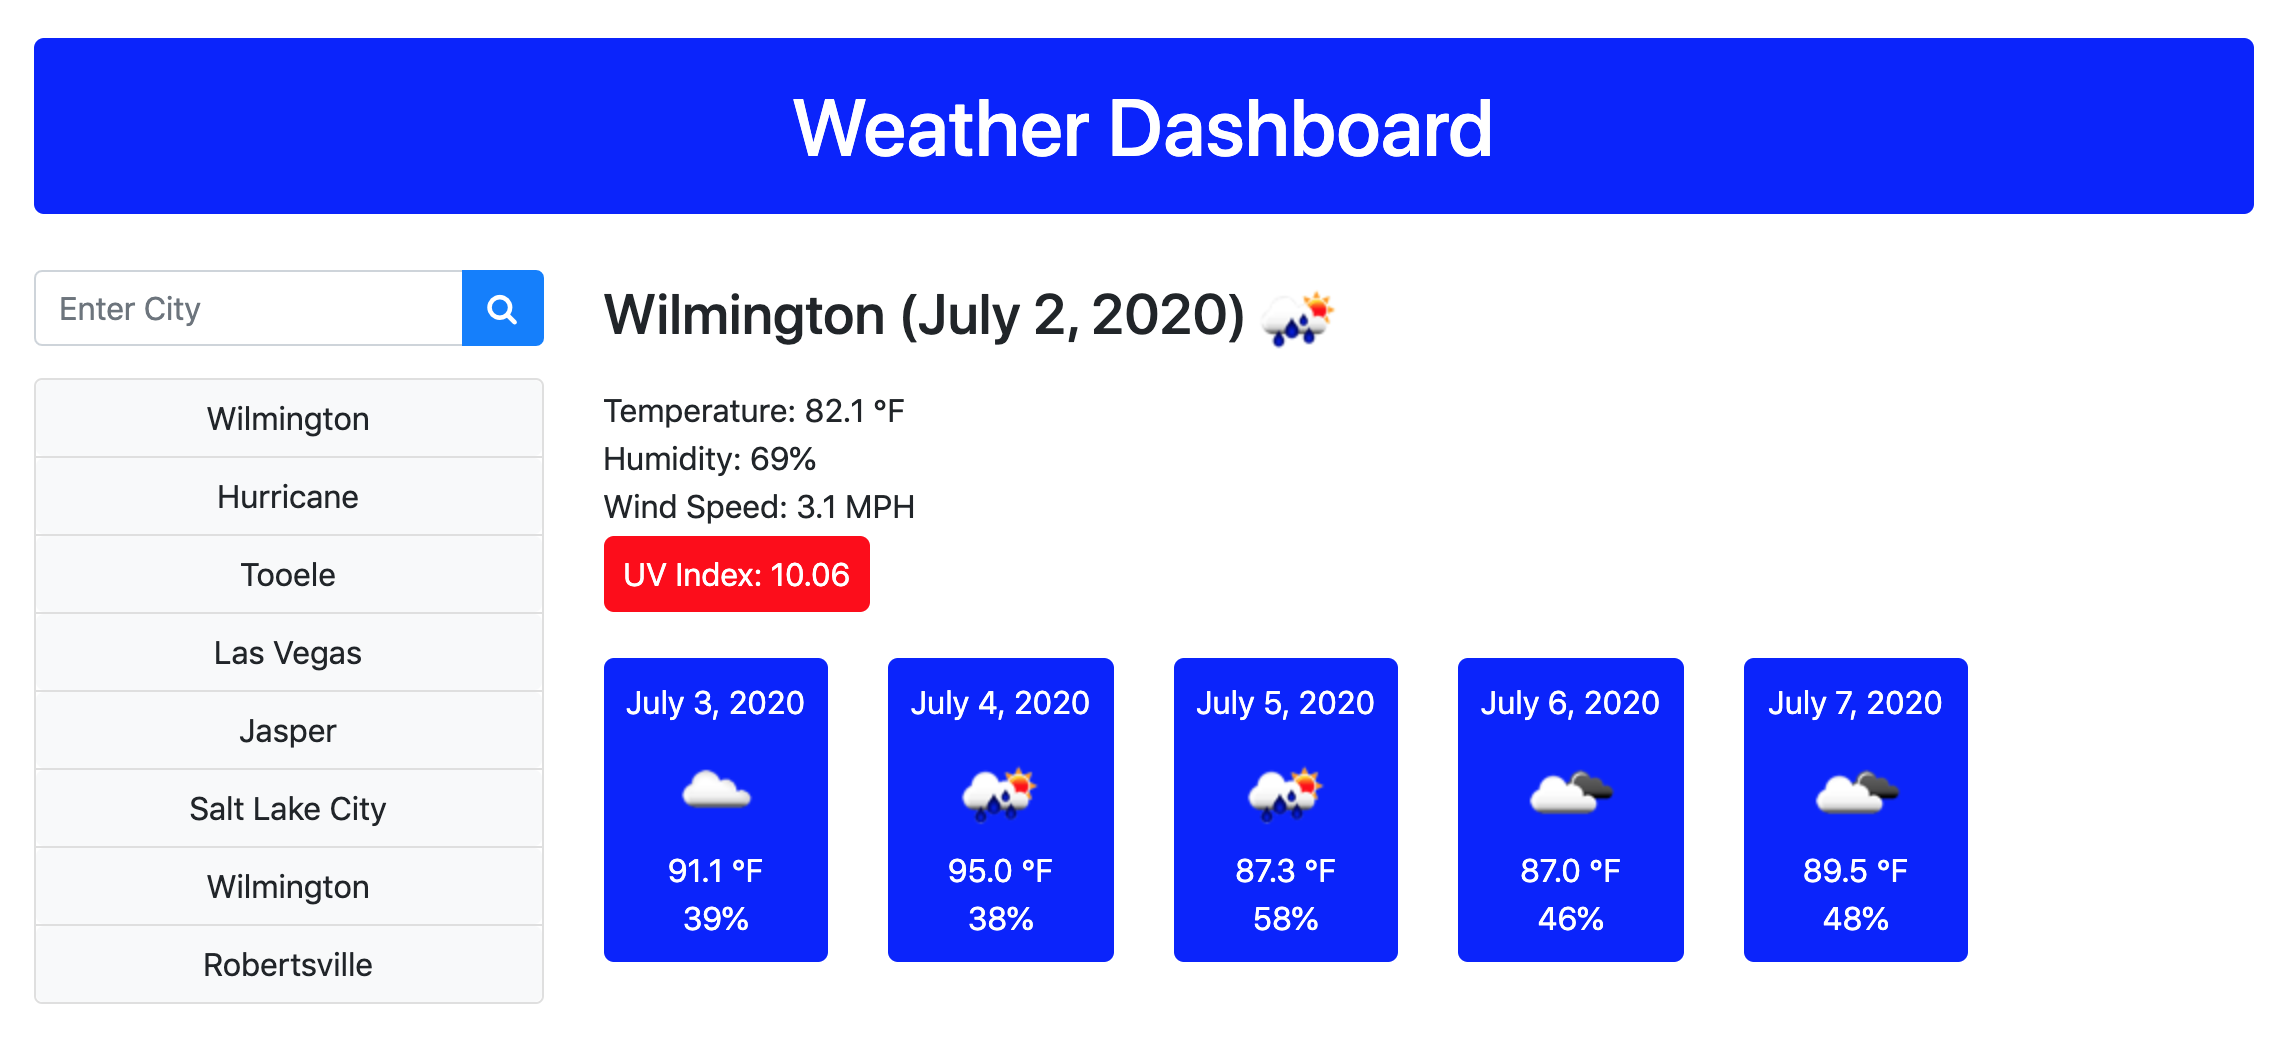 Weather Dashboard
Enter City
Wilmington
Hurricane
Tooele
Las Vegas
Jasper
Salt Lake City
Wilmington
Robertsville
Wilmington (July 2, 2020)
Temperature: 82.1 °F
Humidity: 69%
Wind Speed: 3.1 MPH
UV Index: 10.06
July 3, 2020
91.1 °F
39%
July 4, 2020
95.0 °F
38%
July 5, 2020
87.3 °F
58%
July 6, 2020
87.0 °F
46%
July 7, 2020
89.5 °F
48%